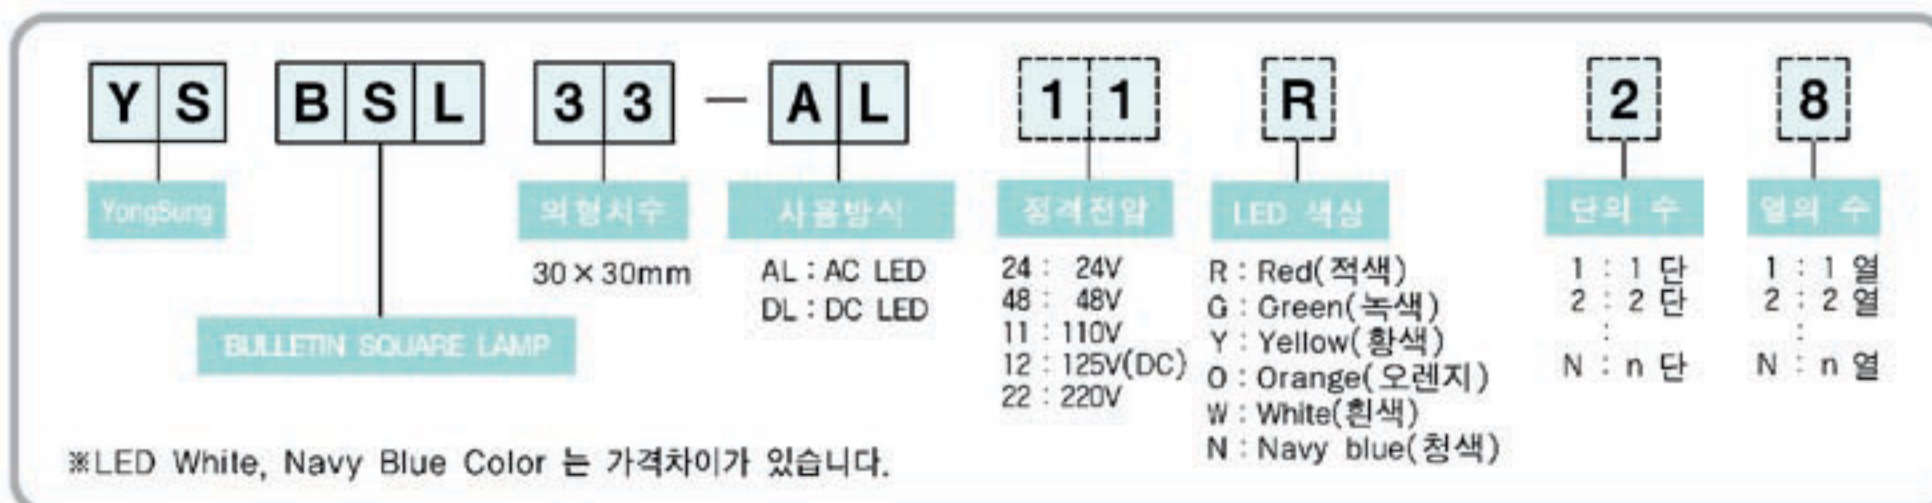 YS BSL 33 - AL 11 R 2 8
YongSung 외형치수 사용방식 정격전압 LED 색상 단의 수 열의 수
30×30mm
AL : AC LED
DL : DC LED
24 : 24V
48 : 48V
11 : 110V
12 : 125V(DC)
22 : 220V
R : Red(적색)
G : Green(녹색)
Y : Yellow(황색)
O : Orange(오렌지)
W : White(흰색)
N : Navy blue(청색)
1 : 1 단
2 : 2 단
:
N : n 단
1 : 1 열
2 : 2 열
:
N : n 열
BULLETIN SQUARE LAMP
※LED White, Navy Blue Color 는 가격차이가 있습니다.